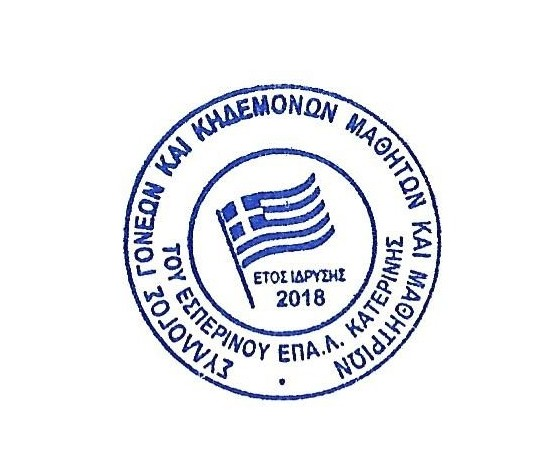 ΣΥΛΛΟΓΟΣ ΓΟΝΕΩΝ ΚΑΙ ΚΗΔΕΜΟΝΩΝ ΜΑΘΗΤΩΝ ΚΑΙ ΜΑΘΗΤΡΙΩΝ
ΤΟΥ ΕΣΠΕΡΙΝΟΥ ΕΠΑ.Λ. ΚΑΤΕΡΙΝΗΣ
ΕΤΟΣ ΙΔΡΥΣΗΣ
2018